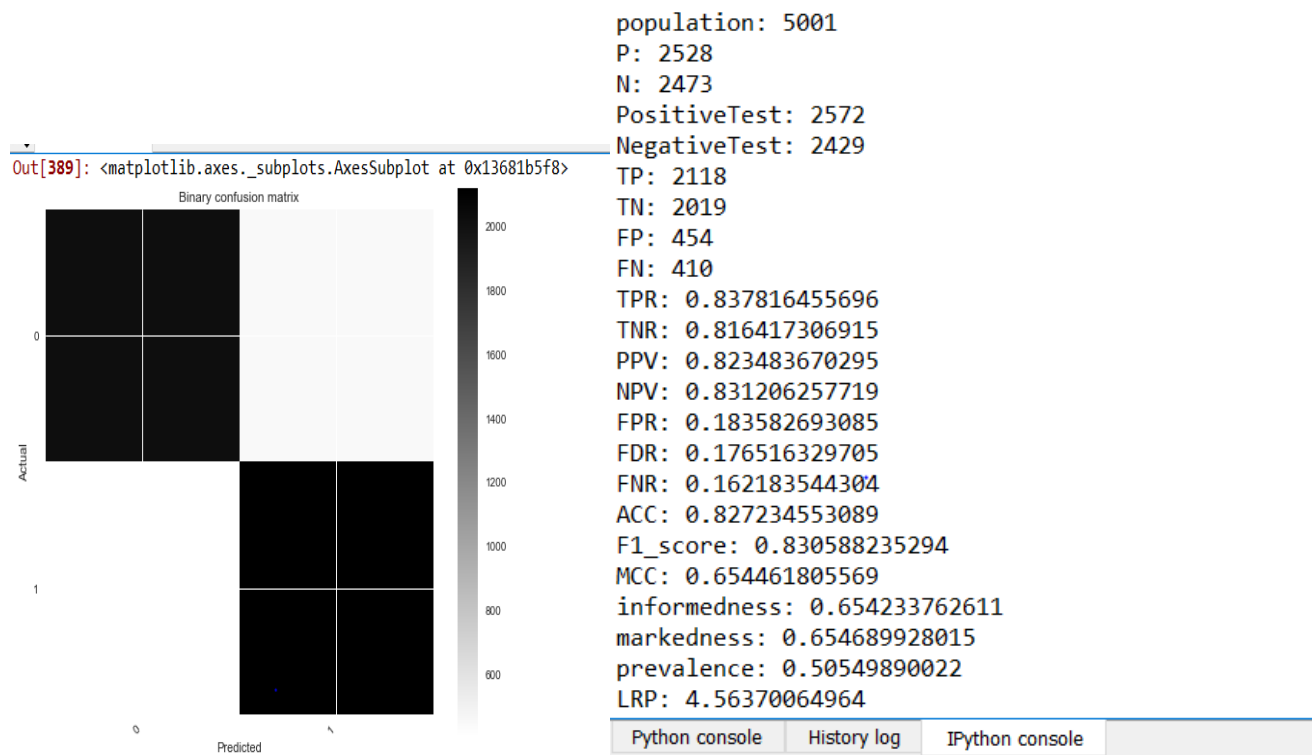 Out[389]: <matplotlib.axes._subplots.AxesSubplot at 0x13681b5f8>
Binary confusion matrix
0
1
Actual
0
1
Predicted
2000
1800
1600
1400
1200
1000
800
600
population: 5001
P: 2528
N: 2473
PositiveTest: 2572
NegativeTest: 2429
TP: 2118
TN: 2019
FP: 454
FN: 410
TPR: 0.837816455696
TNR: 0.816417306915
PPV: 0.823483670295
NPV: 0.831206257719
FPR: 0.183582693085
FDR: 0.176516329705
FNR: 0.162183544304
ACC: 0.827234553089
F1_score: 0.830588235294
MCC: 0.654461805569
informedness: 0.654233762611
markedness: 0.654689928015
prevalence: 0.50549890022
LRP: 4.56370064964
Python console
History log
IPython console